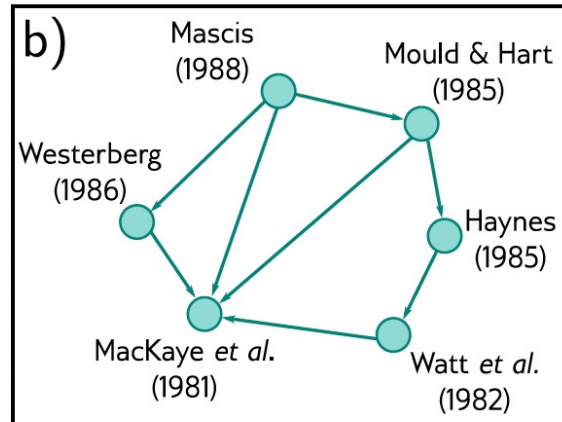 b)
Mascis
(1988)
Mould & Hart
(1985)
Westerberg
(1986)
Haynes
(1985)
MacKaye et al.
(1981)
Watt et al.
(1982)